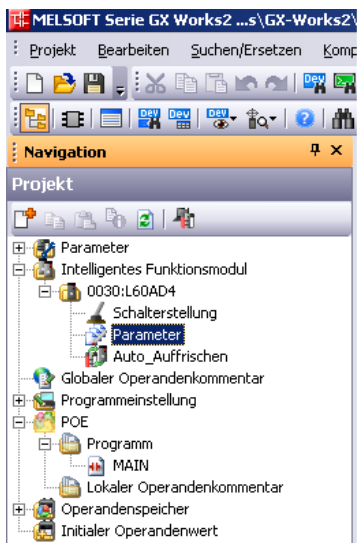 MELSOFT Serie GX Works2 ...s\GX-Works2\
Projekt Bearbeiten Suchen/Ersetzen Komp
Navigation
Projekt
Parameter
Intelligentes Funktionsmodul
0030:L60AD4
Schalterstellung
Parameter
Auto_Auffrischen
Globaler Operandenkommentar
Programmeinstellung
POE
Programm
MAIN
Lokaler Operandenkommentar
Operandenspeicher
Initialer Operandenwert